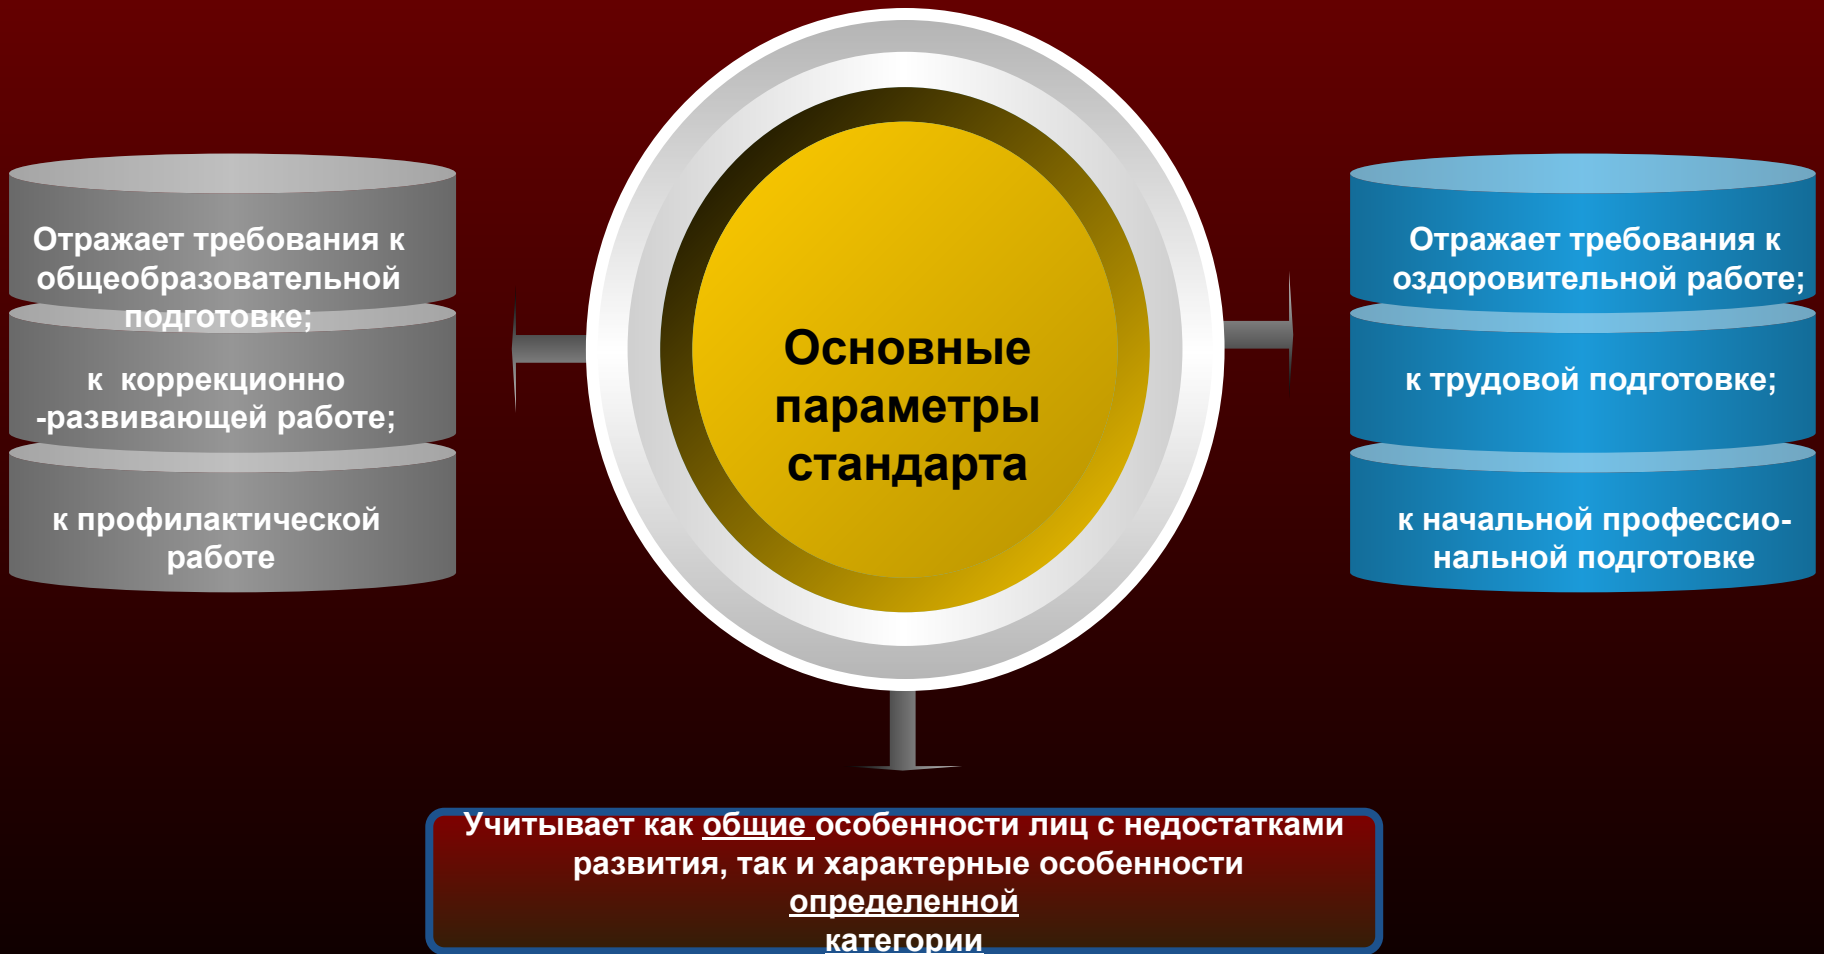 Отражает требования к
общеобразовательной
подготовке;
к  коррекционно
-развивающей работе;
к профилактической
работе
Основные
параметры
стандарта
Отражает требования к
оздоровительной работе;
к трудовой подготовке;
к начальной профессио-
нальной подготовке
Учитывает как общие особенности лиц с недостатками
развития, так и характерные особенности
определенной
категории